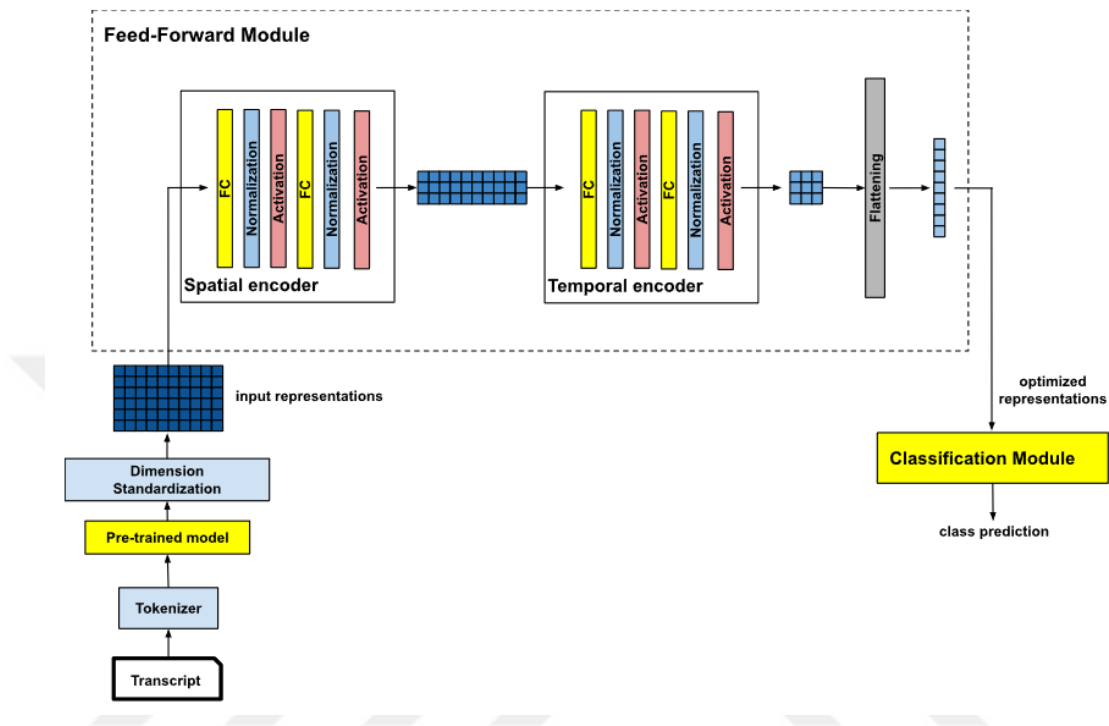 Feed-Forward Module
FC
Normalization
Activation
FC
Normalization
Activation
Spatial encoder
FC
Normalization
Activation
FC
Normalization
Activation
Temporal encoder
Flattening
input representations
optimized
representations
Dimension
Standardization
Classification Module
Pre-trained model
class prediction
Tokenizer
Transcript